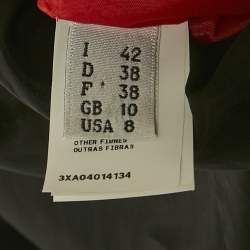 I 42
D 38
F 38
GB 10
USA 8
OTHER FIBRES
OUTRAS FIBRAS
3XA04014134